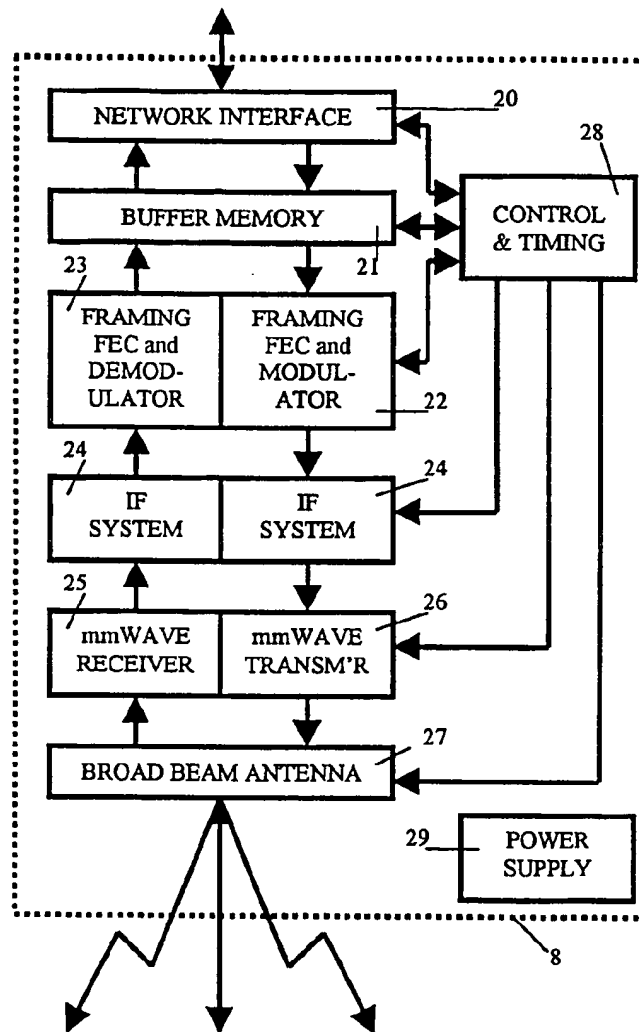 20
NETWORK INTERFACE
28
BUFFER MEMORY
21
CONTROL
& TIMING
23
FRAMING
FEC and
DEMOD-
ULATOR
FRAMING
FEC and
MODUL-
ATOR
22
24
IF
SYSTEM
24
IF
SYSTEM
25
mmWAVE
RECEIVER
26
mmWAVE
TRANSM'R
27
BROAD BEAM ANTENNA
29
POWER
SUPPLY
8